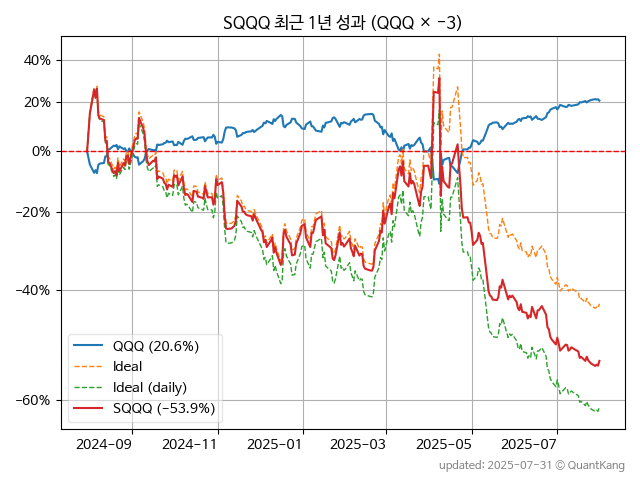 SQQQ 최근 1년 성과 (QQQ × −3)
40%
20%
0%
−20%
−40%
−60%
QQQ (20.6%)
Ideal
Ideal (daily)
SQQQ (−53.9%)
2024-09
2024-11
2025-01
2025-03
2025-05
2025-07
updated: 2025-07-31 © QuantKang